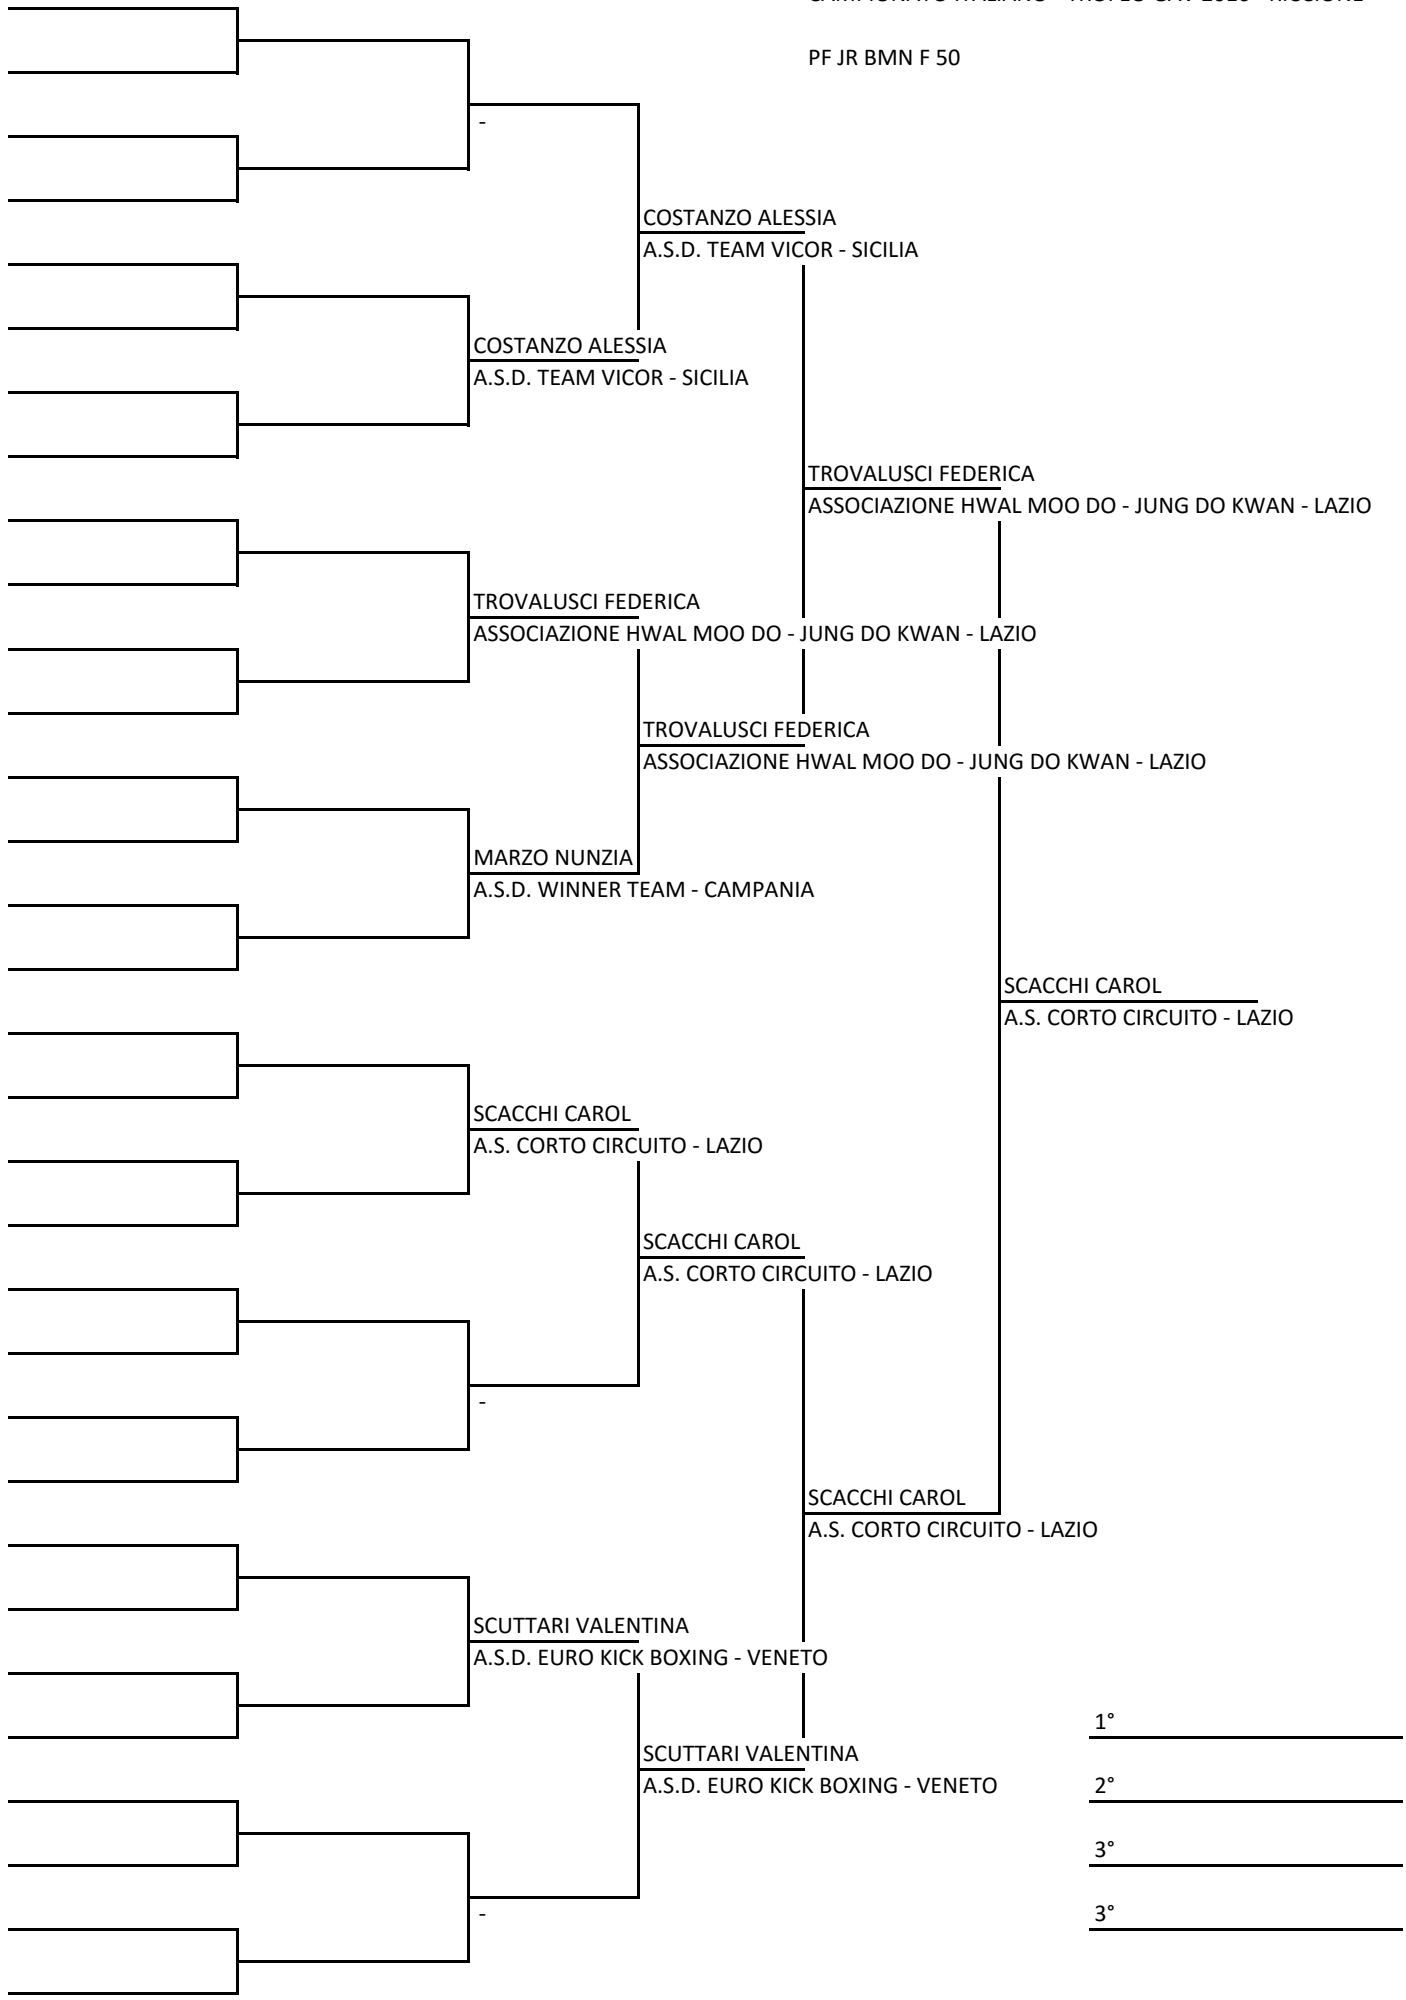 PF JR BMN F 50
-
COSTANZO ALESSIA
A.S.D. TEAM VICOR - SICILIA
COSTANZO ALESSIA
A.S.D. TEAM VICOR - SICILIA
TROVALUSCI FEDERICA
ASSOCIAZIONE HWAL MOO DO - JUNG DO KWAN - LAZIO
TROVALUSCI FEDERICA
ASSOCIAZIONE HWAL MOO DO - JUNG DO KWAN - LAZIO
TROVALUSCI FEDERICA
ASSOCIAZIONE HWAL MOO DO - JUNG DO KWAN - LAZIO
MARZO NUNZIA
A.S.D. WINNER TEAM - CAMPANIA
SCACCHI CAROL
A.S. CORTO CIRCUITO - LAZIO
SCACCHI CAROL
A.S. CORTO CIRCUITO - LAZIO
SCACCHI CAROL
A.S. CORTO CIRCUITO - LAZIO
-
SCACCHI CAROL
A.S. CORTO CIRCUITO - LAZIO
SCUTTARI VALENTINA
A.S.D. EURO KICK BOXING - VENETO
1°
SCUTTARI VALENTINA
A.S.D. EURO KICK BOXING - VENETO
2°
3°
-
3°